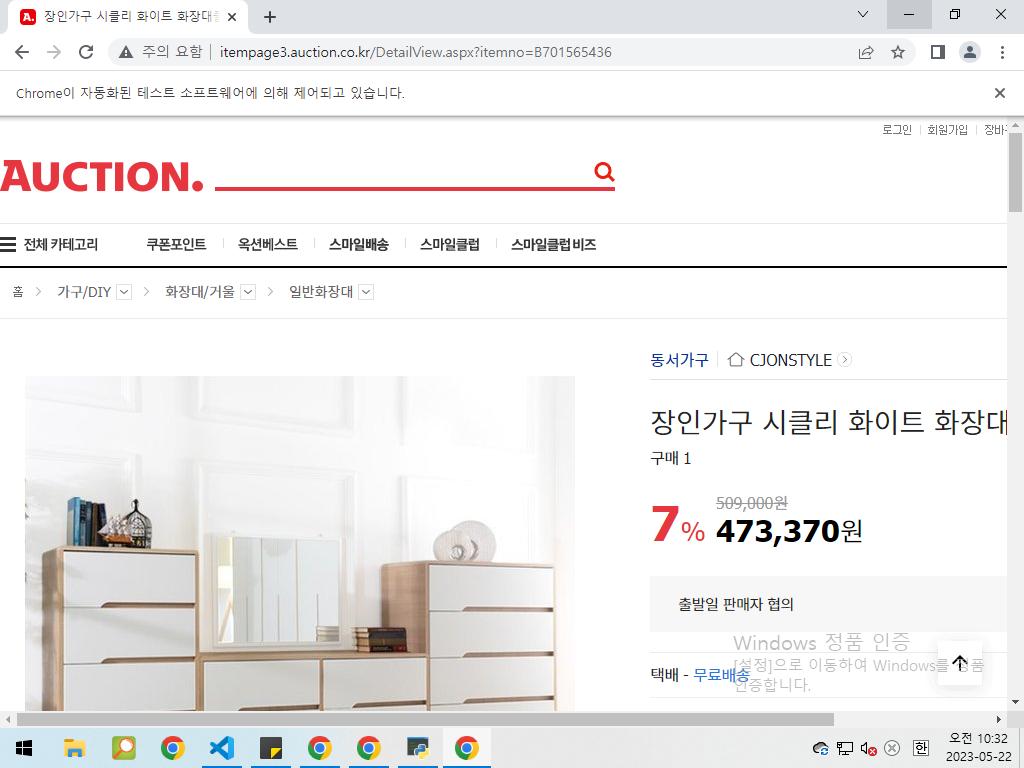 장인가구 시클리 화이트 화장대
주의 요함 itempage3.auction.co.kr/DetailView.aspx?itemno=B701565436
Chrome이 자동화된 테스트 소프트웨어에 의해 제어되고 있습니다.
로그인 회원가입 장바
AUCTION.
전체 카테고리 쿠폰포인트 옥션베스트 스마일배송 스마일클럽 스마일클럽 비즈
홈 가구/DIY 화장대/거울 일반화장대
동서가구 CJONSTYLE
장인가구 시클리 화이트 화장대
구매 1
509,000원
7% 473,370원
출발일 판매자 협의
Windows 정품 인증
[설정]으로 이동하여 Windows를 정품
인증합니다.
택배 - 무료배송
한
오전 10:32
2023-05-22